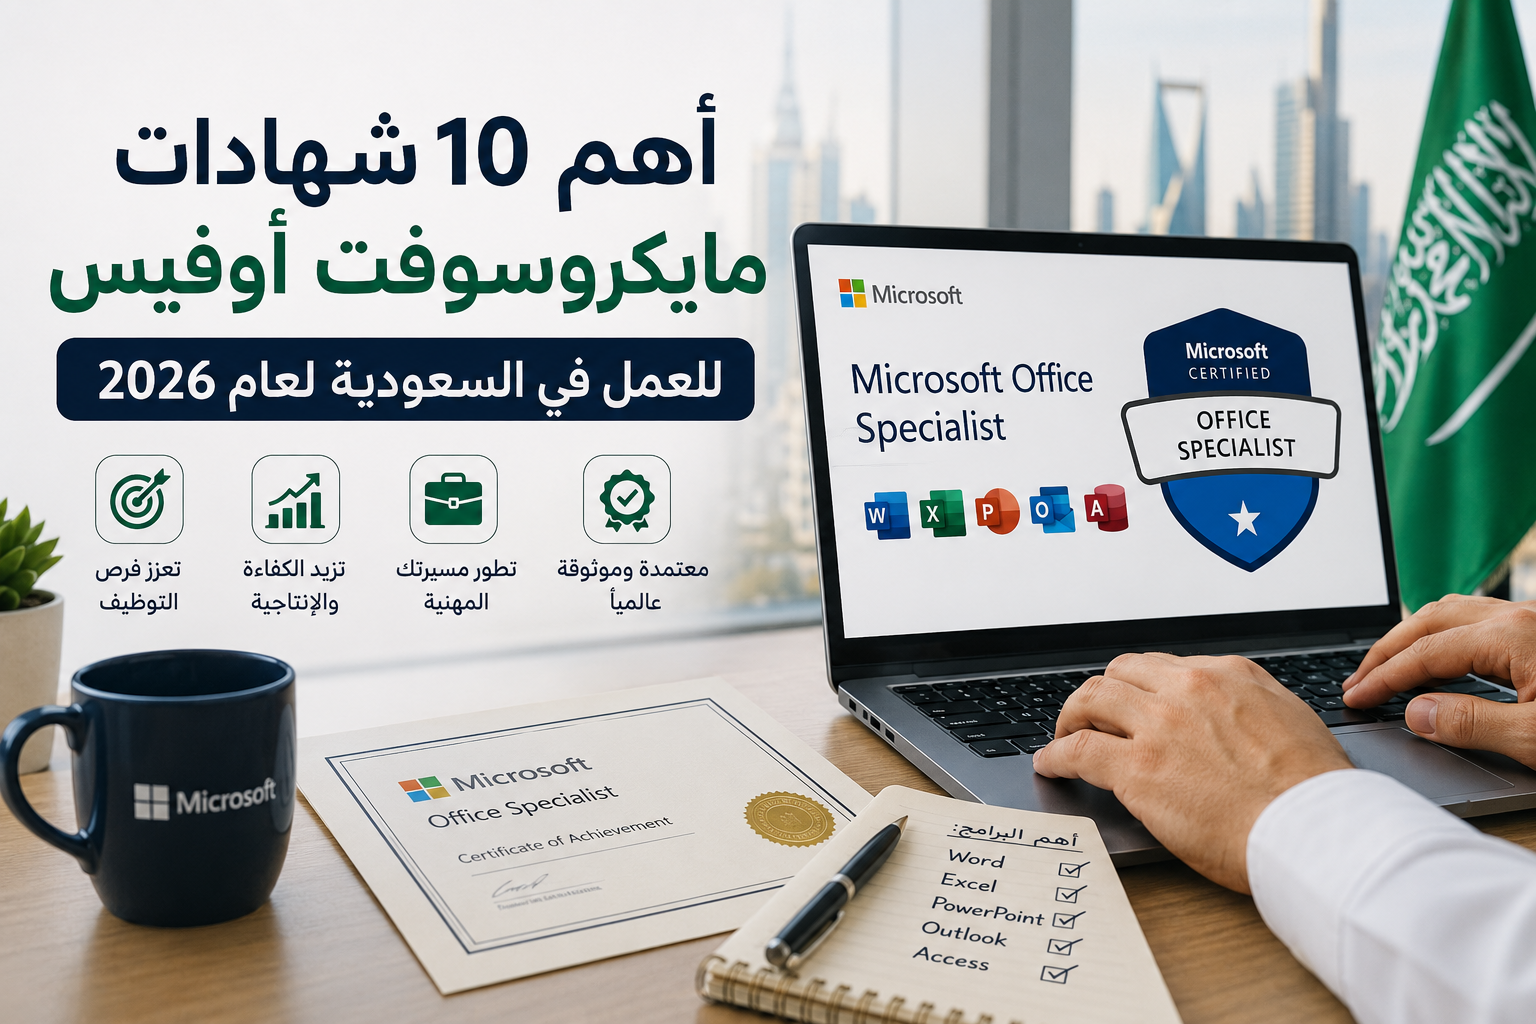 أهم 10 شهادات
مايكروسوفت أوفيس
للعمل في السعودية لعام 2026
معتمدة وموثوقة
عالمياً
تطور مسيرتك
المهنية
تزيد الكفاءة
والإنتاجية
تعزز فرص
التوظيف
Microsoft
Microsoft Office
Specialist
W X P O A
Microsoft
CERTIFIED
OFFICE
SPECIALIST
Microsoft
Microsoft
Office Specialist
Certificate of Achievement
أهم البرامج:
Word
Excel
PowerPoint
Outlook
Access